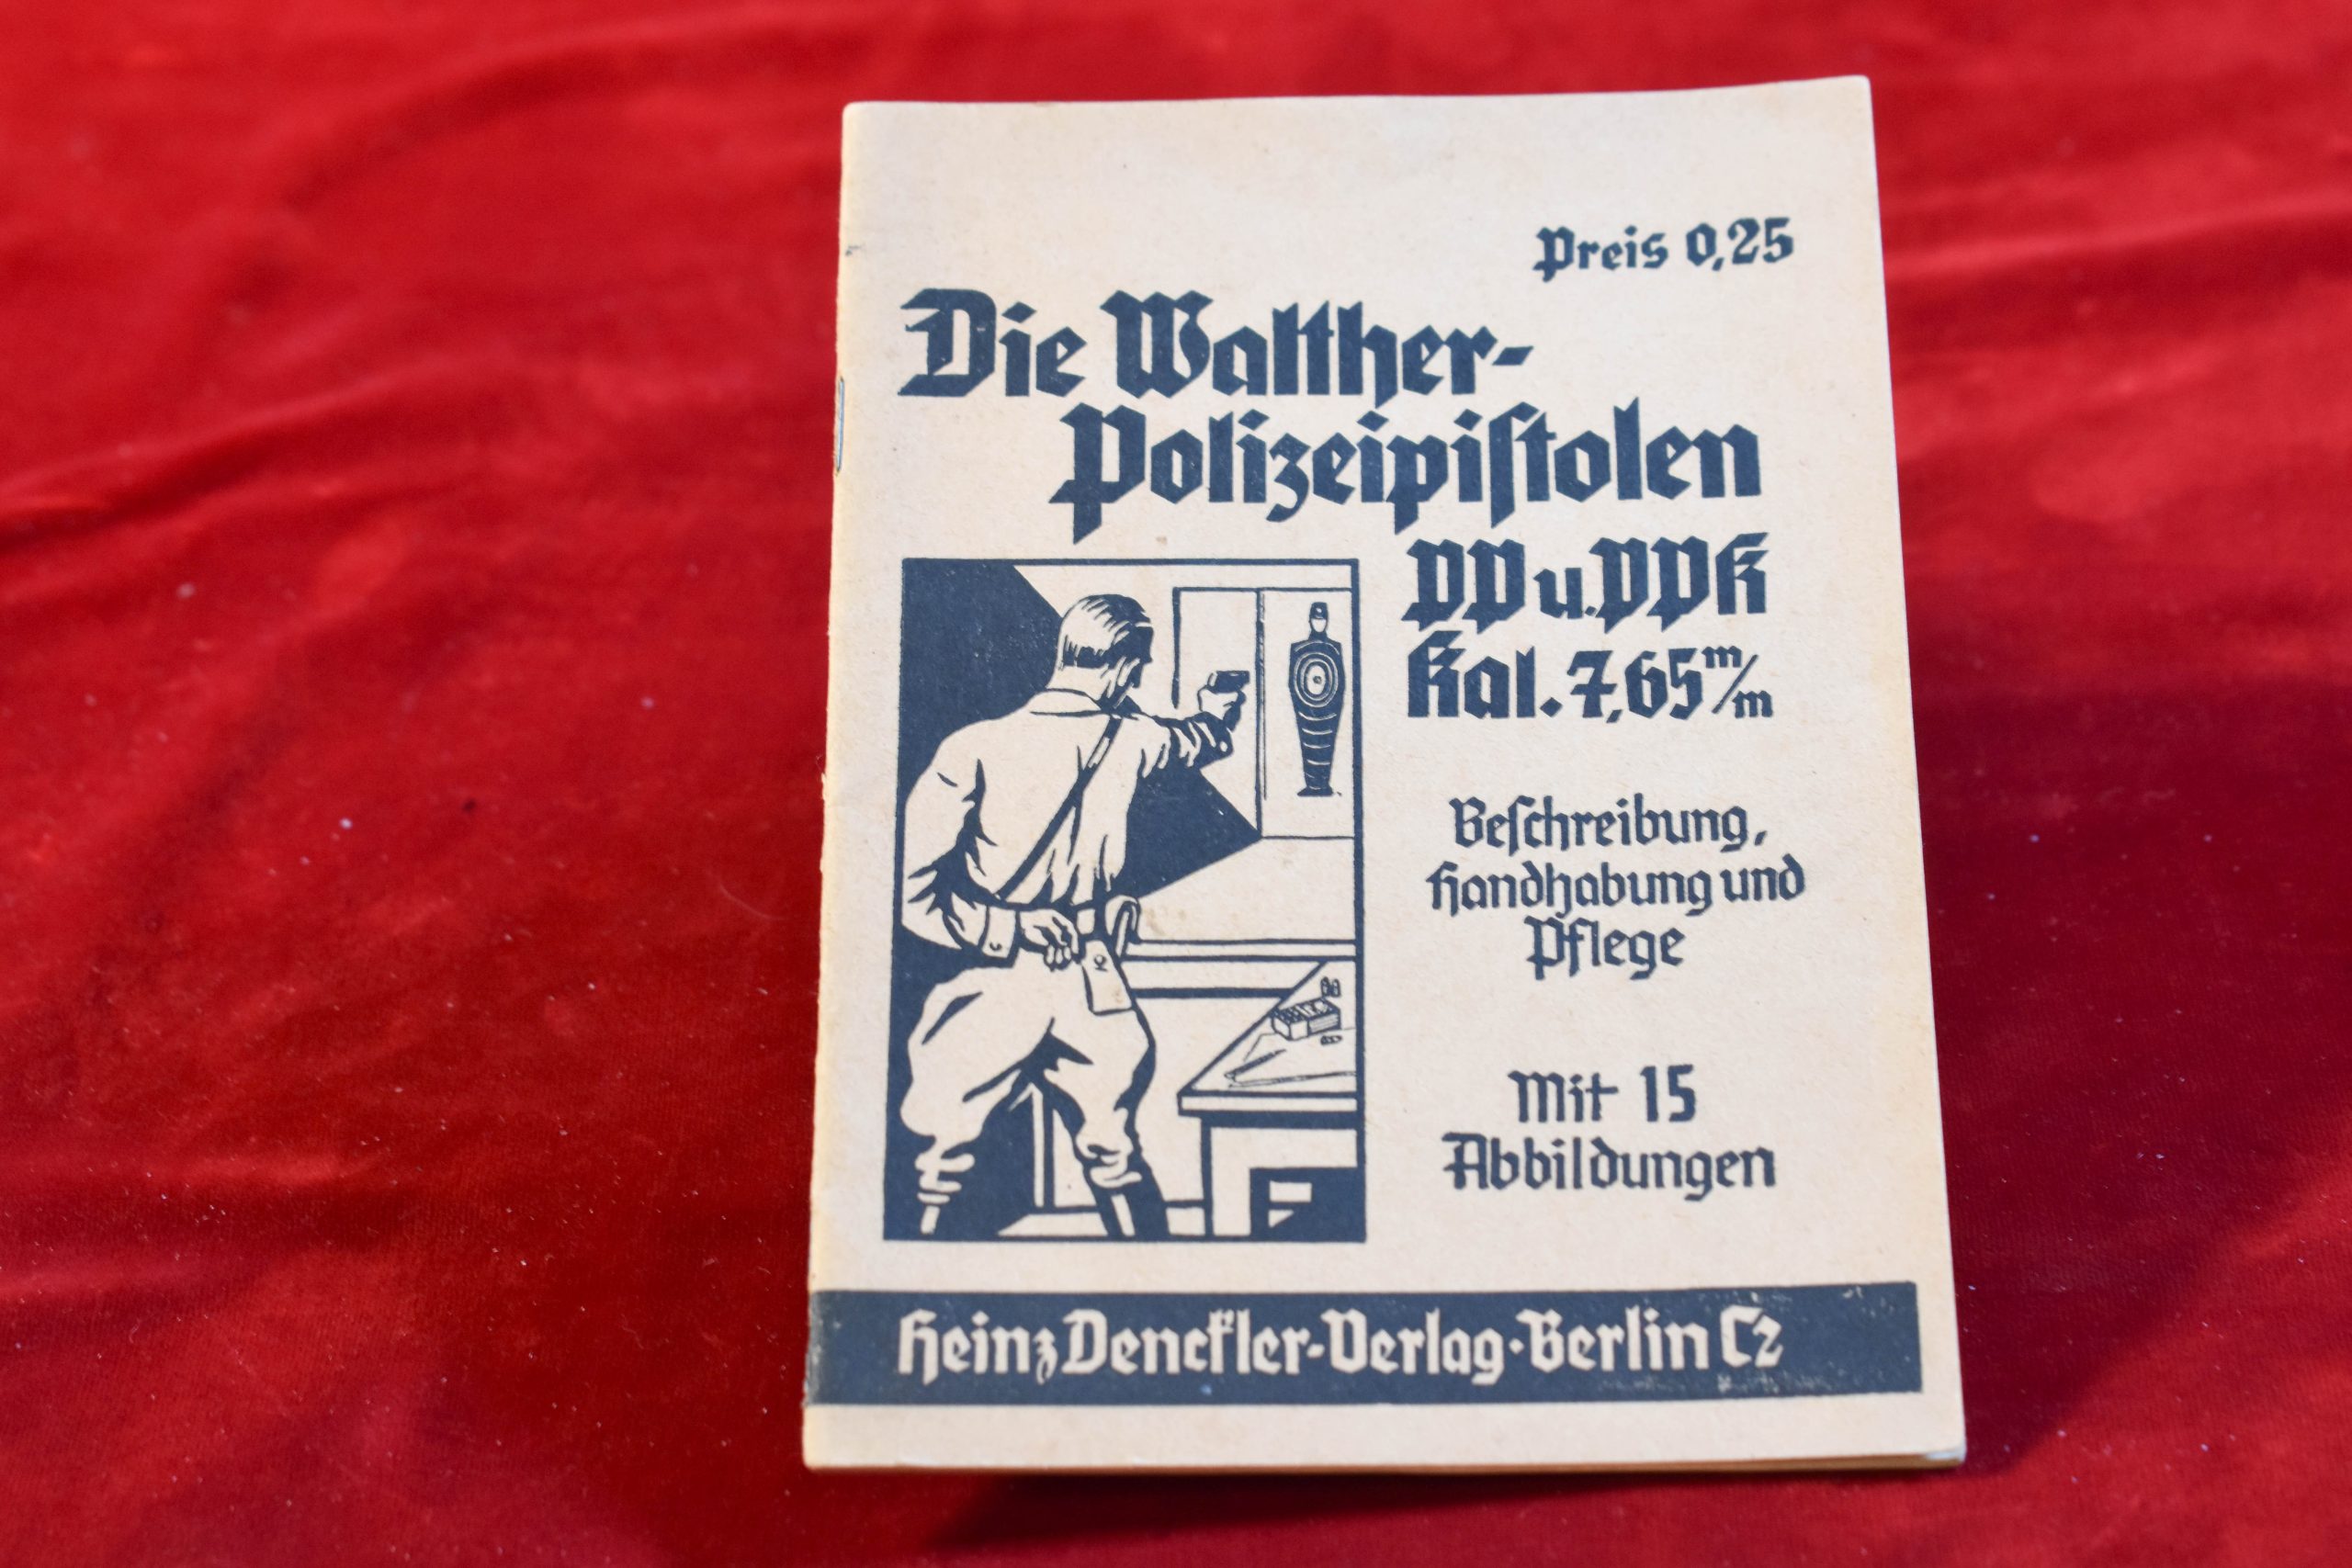 Preis 0,25
Die Walther-
Polizeipiſtolen
PP u. PPK
Kal. 7,65 m/m
Beſchreibung,
Handhabung und
Pflege
Mit 15
Abbildungen
Heinz Denckler-Verlag · Berlin C2